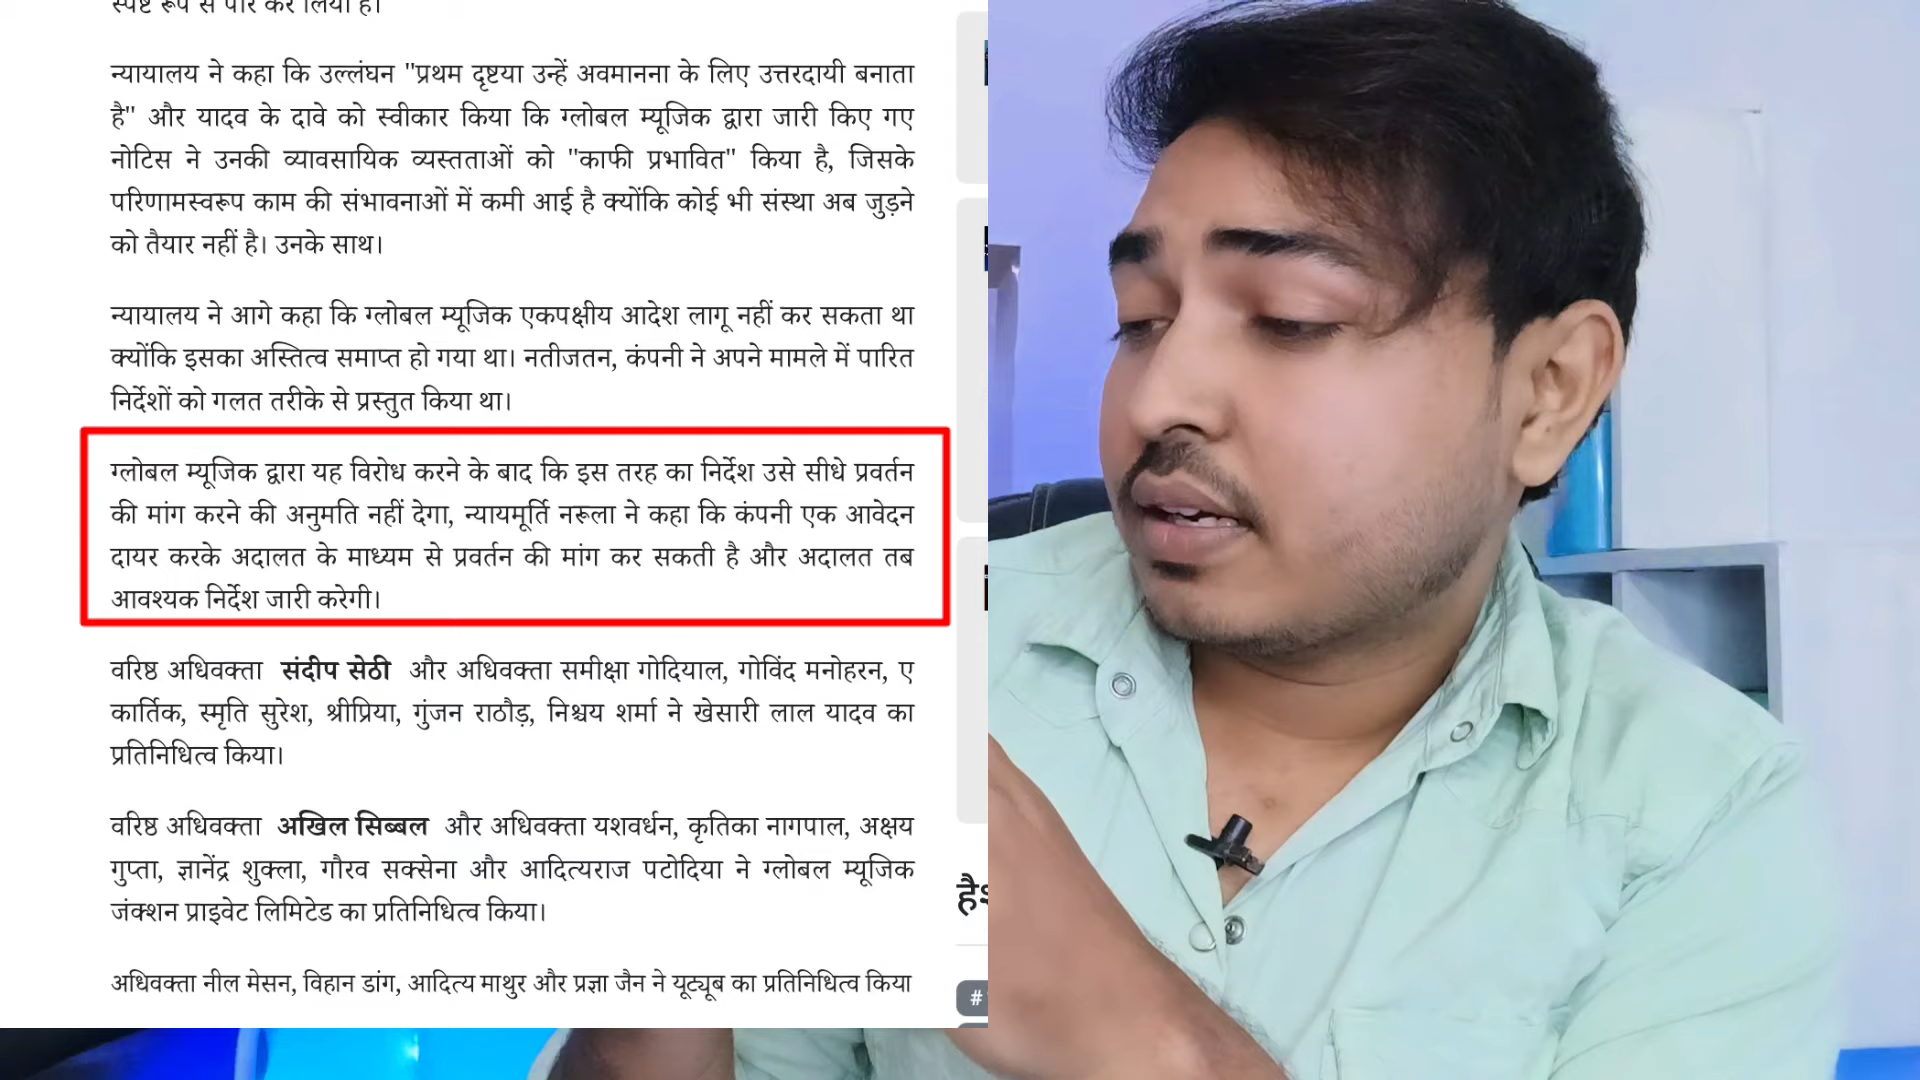 स्पष्ट रूप से पार कर लिया है।
न्यायालय ने कहा कि उल्लंघन "प्रथम दृष्टया उन्हें अवमानना के लिए उत्तरदायी बनाता
है" और यादव के दावे को स्वीकार किया कि ग्लोबल म्यूजिक द्वारा जारी किए गए
नोटिस ने उनकी व्यावसायिक व्यस्तताओं को "काफी प्रभावित" किया है, जिसके
परिणामस्वरूप काम की संभावनाओं में कमी आई है क्योंकि कोई भी संस्था अब जुड़ने
को तैयार नहीं है। उनके साथ।
न्यायालय ने आगे कहा कि ग्लोबल म्यूजिक एकपक्षीय आदेश लागू नहीं कर सकता था
क्योंकि इसका अस्तित्व समाप्त हो गया था। नतीजतन, कंपनी ने अपने मामले में पारित
निर्देशों को गलत तरीके से प्रस्तुत किया था।
ग्लोबल म्यूजिक द्वारा यह विरोध करने के बाद कि इस तरह का निर्देश उसे सीधे प्रवर्तन
की मांग करने की अनुमति नहीं देगा, न्यायमूर्ति नरूला ने कहा कि कंपनी एक आवेदन
दायर करके अदालत के माध्यम से प्रवर्तन की मांग कर सकती है और अदालत तब
आवश्यक निर्देश जारी करेगी।
वरिष्ठ अधिवक्ता संदीप सेठी और अधिवक्ता समीक्षा गोदियाल, गोविंद मनोहरन, ए
कार्तिक, स्मृति सुरेश, श्रीप्रिया, गुंजन राठौड़, निश्चय शर्मा ने खेसारी लाल यादव का
प्रतिनिधित्व किया।
वरिष्ठ अधिवक्ता अखिल सिब्बल और अधिवक्ता यशवर्धन, कृतिका नागपाल, अक्षय
गुप्ता, ज्ञानेंद्र शुक्ला, गौरव सक्सेना और आदित्यराज पटोदिया ने ग्लोबल म्यूजिक
जंक्शन प्राइवेट लिमिटेड का प्रतिनिधित्व किया।
अधिवक्ता नील मेसन, विहान डांग, आदित्य माथुर और प्रज्ञा जैन ने यूट्यूब का प्रतिनिधित्व किया
#